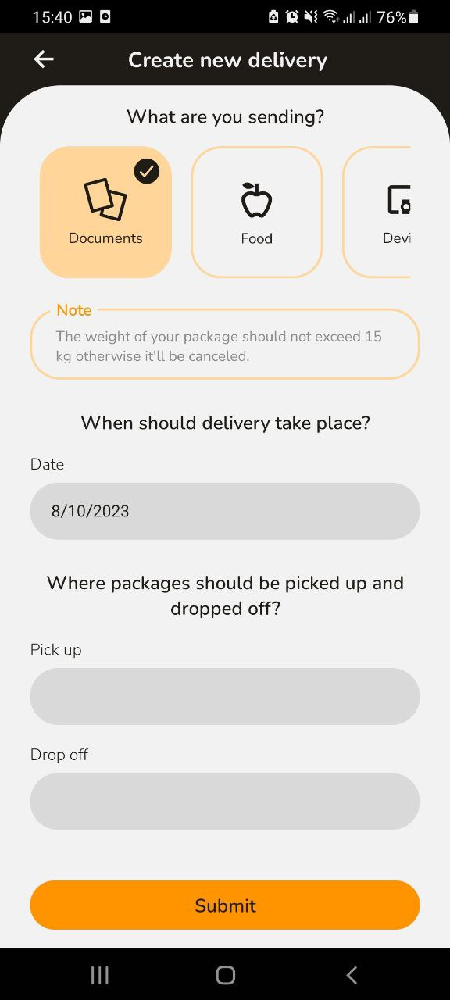 15:40 76%
Create new delivery
What are you sending?
Documents
Food
Devi
Note
The weight of your package should not exceed 15
kg otherwise it'll be canceled.
When should delivery take place?
Date
8/10/2023
Where packages should be picked up and
dropped off?
Pick up
Drop off
Submit